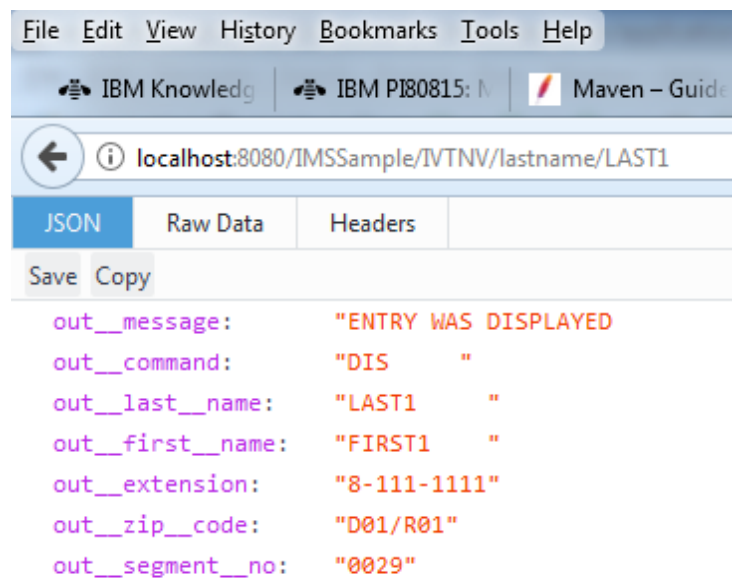 File Edit View History Bookmarks Tools Help
IBM Knowledg IBM PI80815: Maven – Guide
localhost:8080/IMSSample/IVTNV/lastname/LAST1
JSON Raw Data Headers
Save Copy
out__message: "ENTRY WAS DISPLAYED
out__command: "DIS     "
out__last__name: "LAST1     "
out__first__name: "FIRST1    "
out__extension: "8-111-1111"
out__zip__code: "D01/R01"
out__segment__no: "0029"